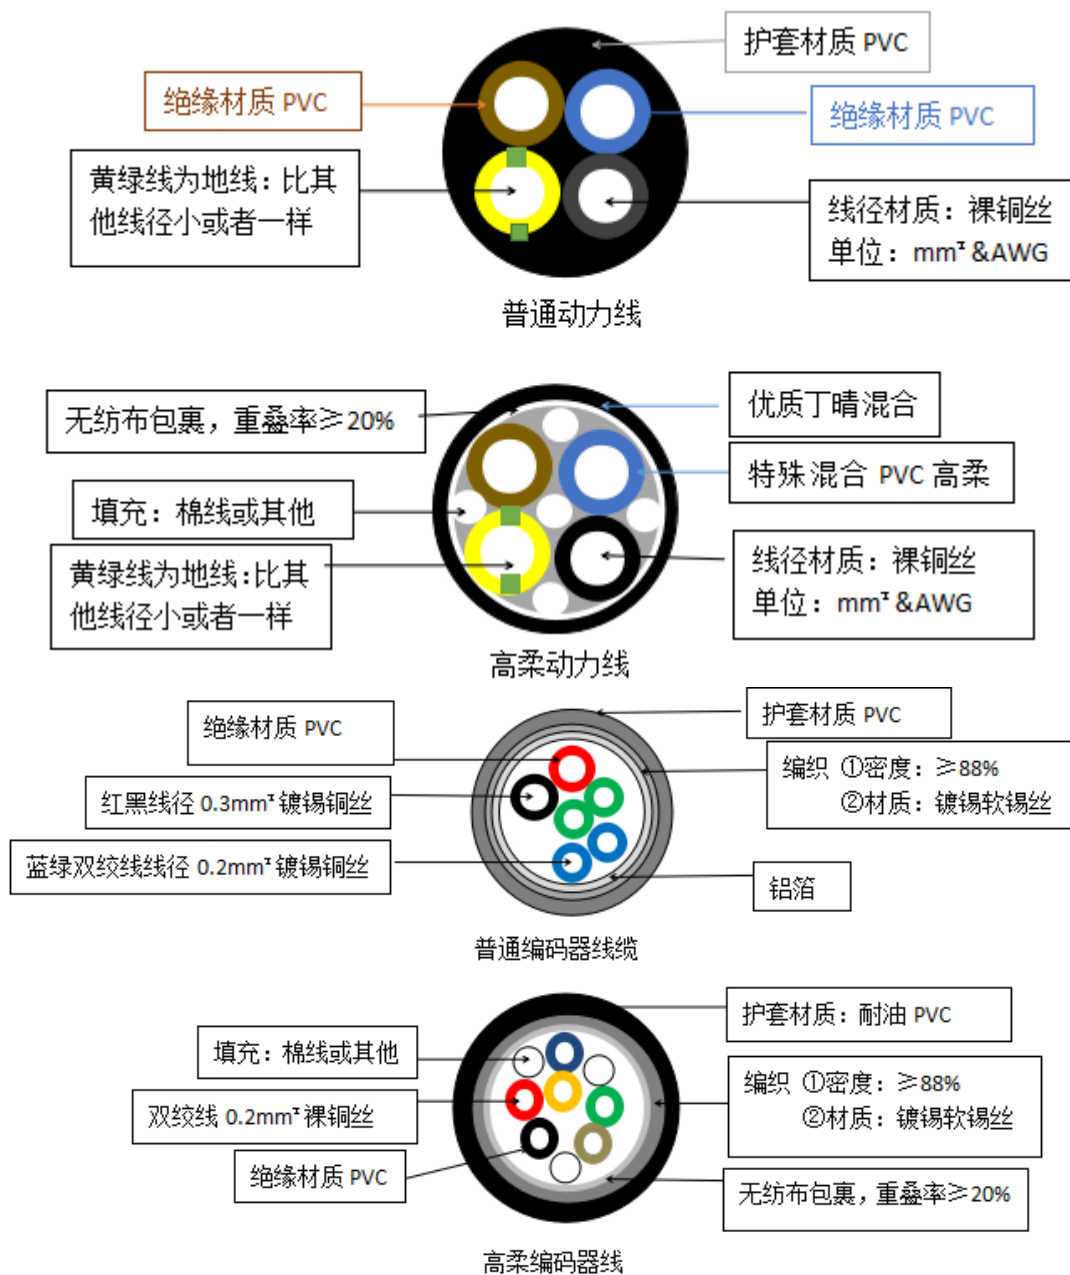 护套材质 PVC
绝缘材质 PVC
绝缘材质 PVC
黄绿线为地线：比其
他线径小或者一样
线径材质：裸铜丝
单位：mm² &AWG
普通动力线
无纺布包裹，重叠率≥20%
优质丁晴混合
特殊混合 PVC 高柔
填充：棉线或其他
黄绿线为地线：比其
他线径小或者一样
线径材质：裸铜丝
单位：mm² &AWG
高柔动力线
绝缘材质 PVC
护套材质 PVC
编织 ①密度：≥88%
②材质：镀锡软锡丝
红黑线径 0.3mm² 镀锡铜丝
蓝绿双绞线线径 0.2mm² 镀锡铜丝
铝箔
普通编码器线缆
护套材质：耐油 PVC
填充：棉线或其他
编织 ①密度：≥88%
②材质：镀锡软锡丝
双绞线 0.2mm² 裸铜丝
绝缘材质 PVC
无纺布包裹，重叠率≥20%
高柔编码器线